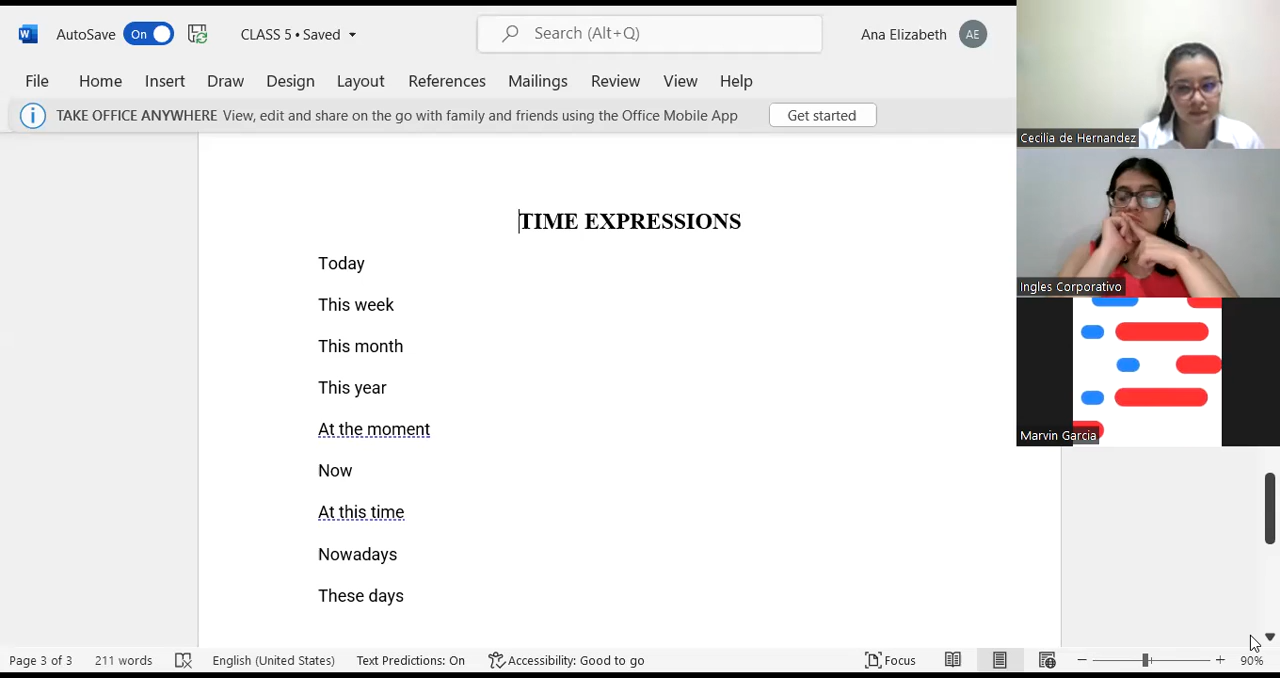 AutoSave On CLASS 5 • Saved Search (Alt+Q) Ana Elizabeth AE
File Home Insert Draw Design Layout References Mailings Review View Help
TAKE OFFICE ANYWHERE View, edit and share on the go with family and friends using the Office Mobile App Get started
TIME EXPRESSIONS
Today
This week
This month
This year
At the moment
Now
At this time
Nowadays
These days
Page 3 of 3 211 words English (United States) Text Predictions: On Accessibility: Good to go Focus 90%
Cecilia de Hernandez
Ingles Corporativo
Marvin Garcia